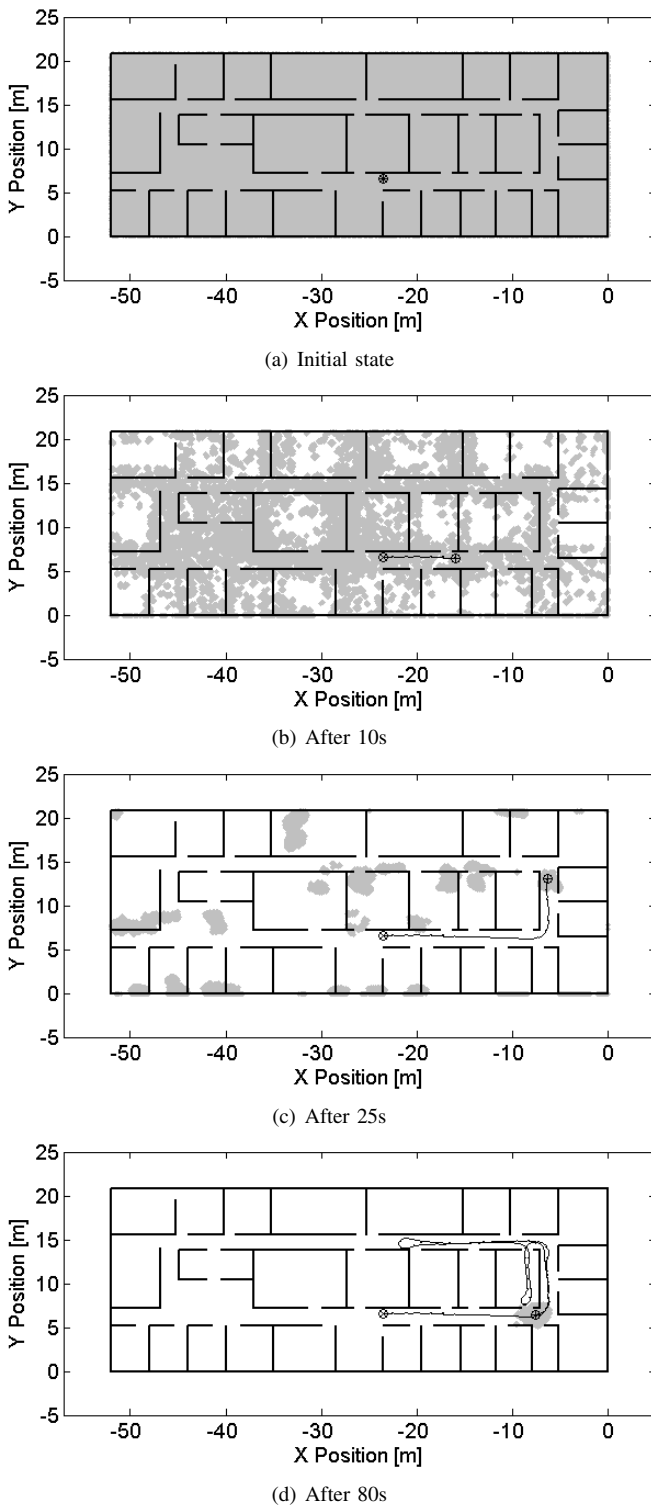 25
20
15
10
5
0
-5
Y Position [m]
-50 -40 -30 -20 -10 0
X Position [m]
(a) Initial state
25
20
15
10
5
0
-5
Y Position [m]
-50 -40 -30 -20 -10 0
X Position [m]
(b) After 10s
25
20
15
10
5
0
-5
Y Position [m]
-50 -40 -30 -20 -10 0
X Position [m]
(c) After 25s
25
20
15
10
5
0
-5
Y Position [m]
-50 -40 -30 -20 -10 0
X Position [m]
(d) After 80s